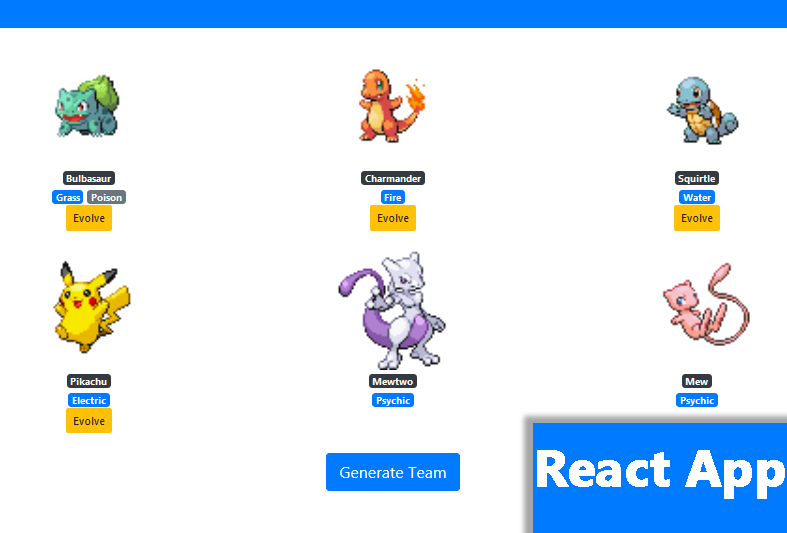 Bulbasaur
Grass Poison
Evolve
Charmander
Fire
Evolve
Squirtle
Water
Evolve
Pikachu
Electric
Evolve
Mewtwo
Psychic
Mew
Psychic
Generate Team
React App